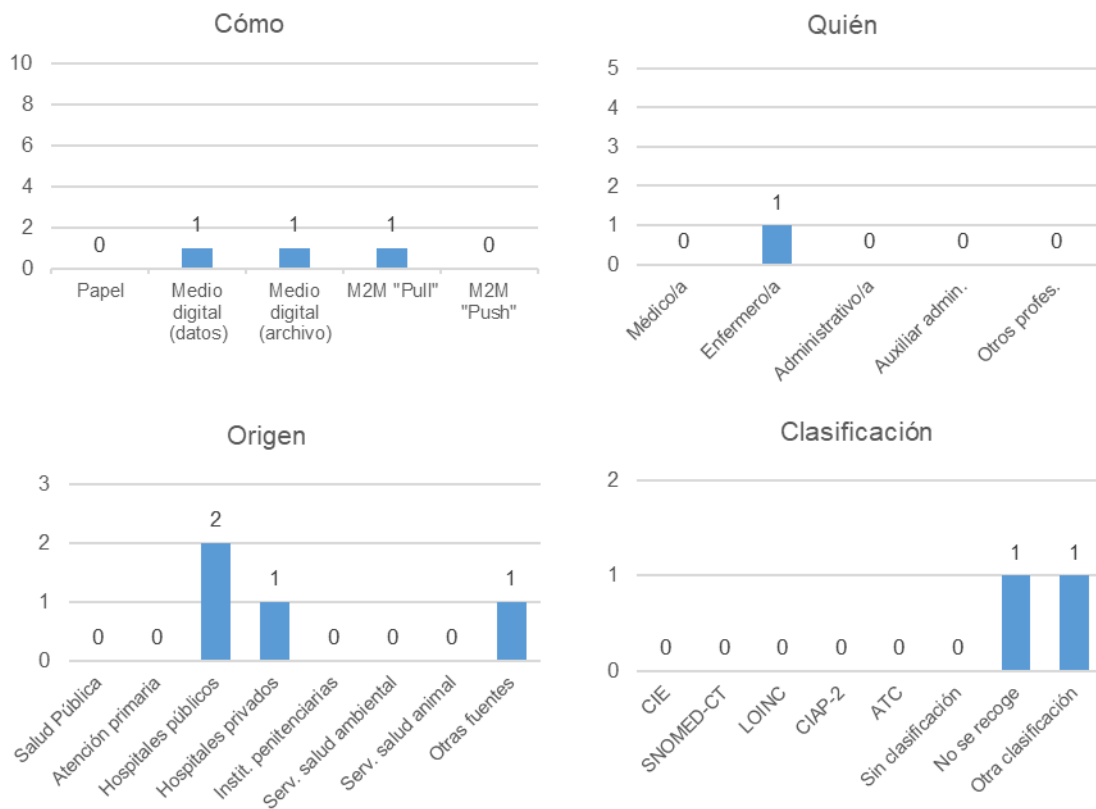 Cómo
10
8
6
4
2
0
0
1
1
1
0
Papel
Medio
digital
(datos)
Medio
digital
(archivo)
M2M "Pull"
M2M
"Push"
Quién
5
4
3
2
1
0
0
1
0
0
0
Médico/a
Enfermero/a
Administrativo/a
Auxiliar admin.
Otros profes.
Origen
3
2
1
0
0
0
2
1
0
0
0
1
Salud Pública
Atención primaria
Hospitales públicos
Hospitales privados
Instit. penitenciarias
Serv. salud ambiental
Serv. salud animal
Otras fuentes
Clasificación
2
1
0
0
0
0
0
0
0
1
1
CIE
SNOMED-CT
LOINC
CIAP-2
ATC
Sin clasificación
No se recoge
Otra clasificación